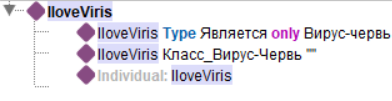 IloveViris
IloveViris Type Является only Вирус-червь
IloveViris Класс_Вирус-Червь ""
Individual: IloveViris